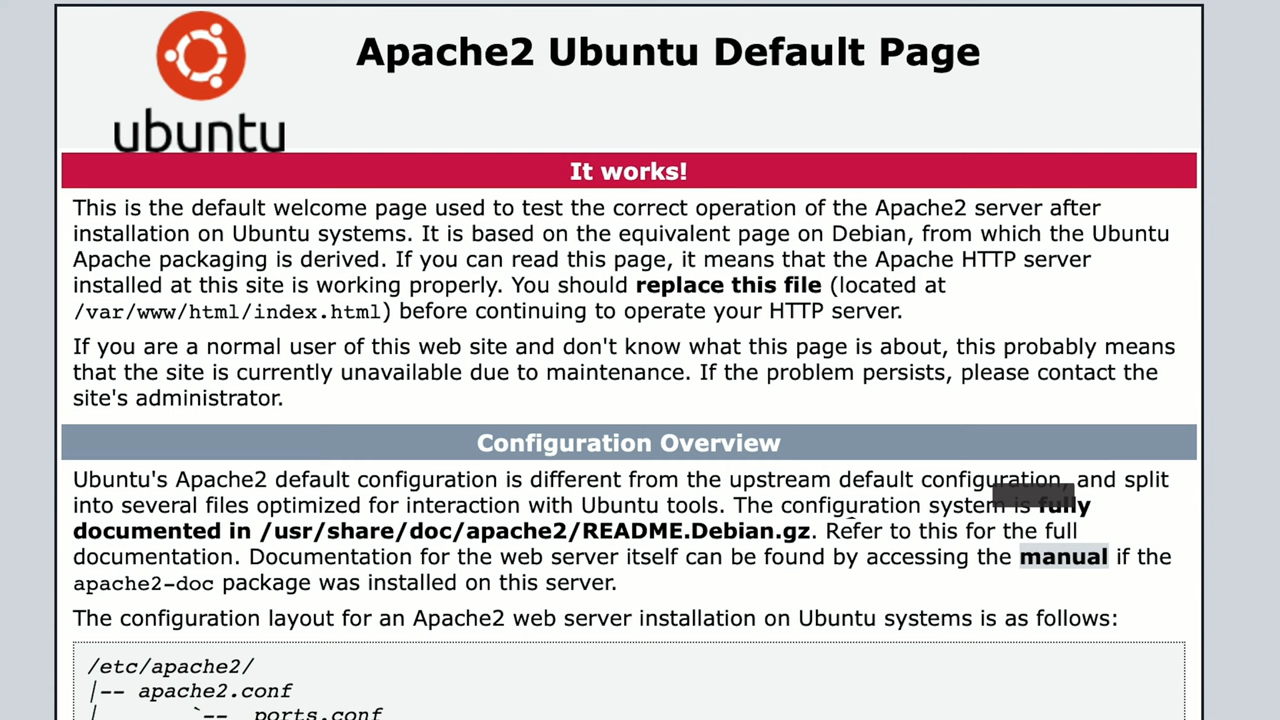 ubuntu
Apache2 Ubuntu Default Page
It works!
This is the default welcome page used to test the correct operation of the Apache2 server after
installation on Ubuntu systems. It is based on the equivalent page on Debian, from which the Ubuntu
Apache packaging is derived. If you can read this page, it means that the Apache HTTP server
installed at this site is working properly. You should replace this file (located at
/var/www/html/index.html) before continuing to operate your HTTP server.
If you are a normal user of this web site and don't know what this page is about, this probably means
that the site is currently unavailable due to maintenance. If the problem persists, please contact the
site's administrator.
Configuration Overview
Ubuntu's Apache2 default configuration is different from the upstream default configuration, and split
into several files optimized for interaction with Ubuntu tools. The configuration system is fully
documented in /usr/share/doc/apache2/README.Debian.gz. Refer to this for the full
documentation. Documentation for the web server itself can be found by accessing the manual if the
apache2-doc package was installed on this server.
The configuration layout for an Apache2 web server installation on Ubuntu systems is as follows:
/etc/apache2/
|-- apache2.conf
|       `--  ports.conf